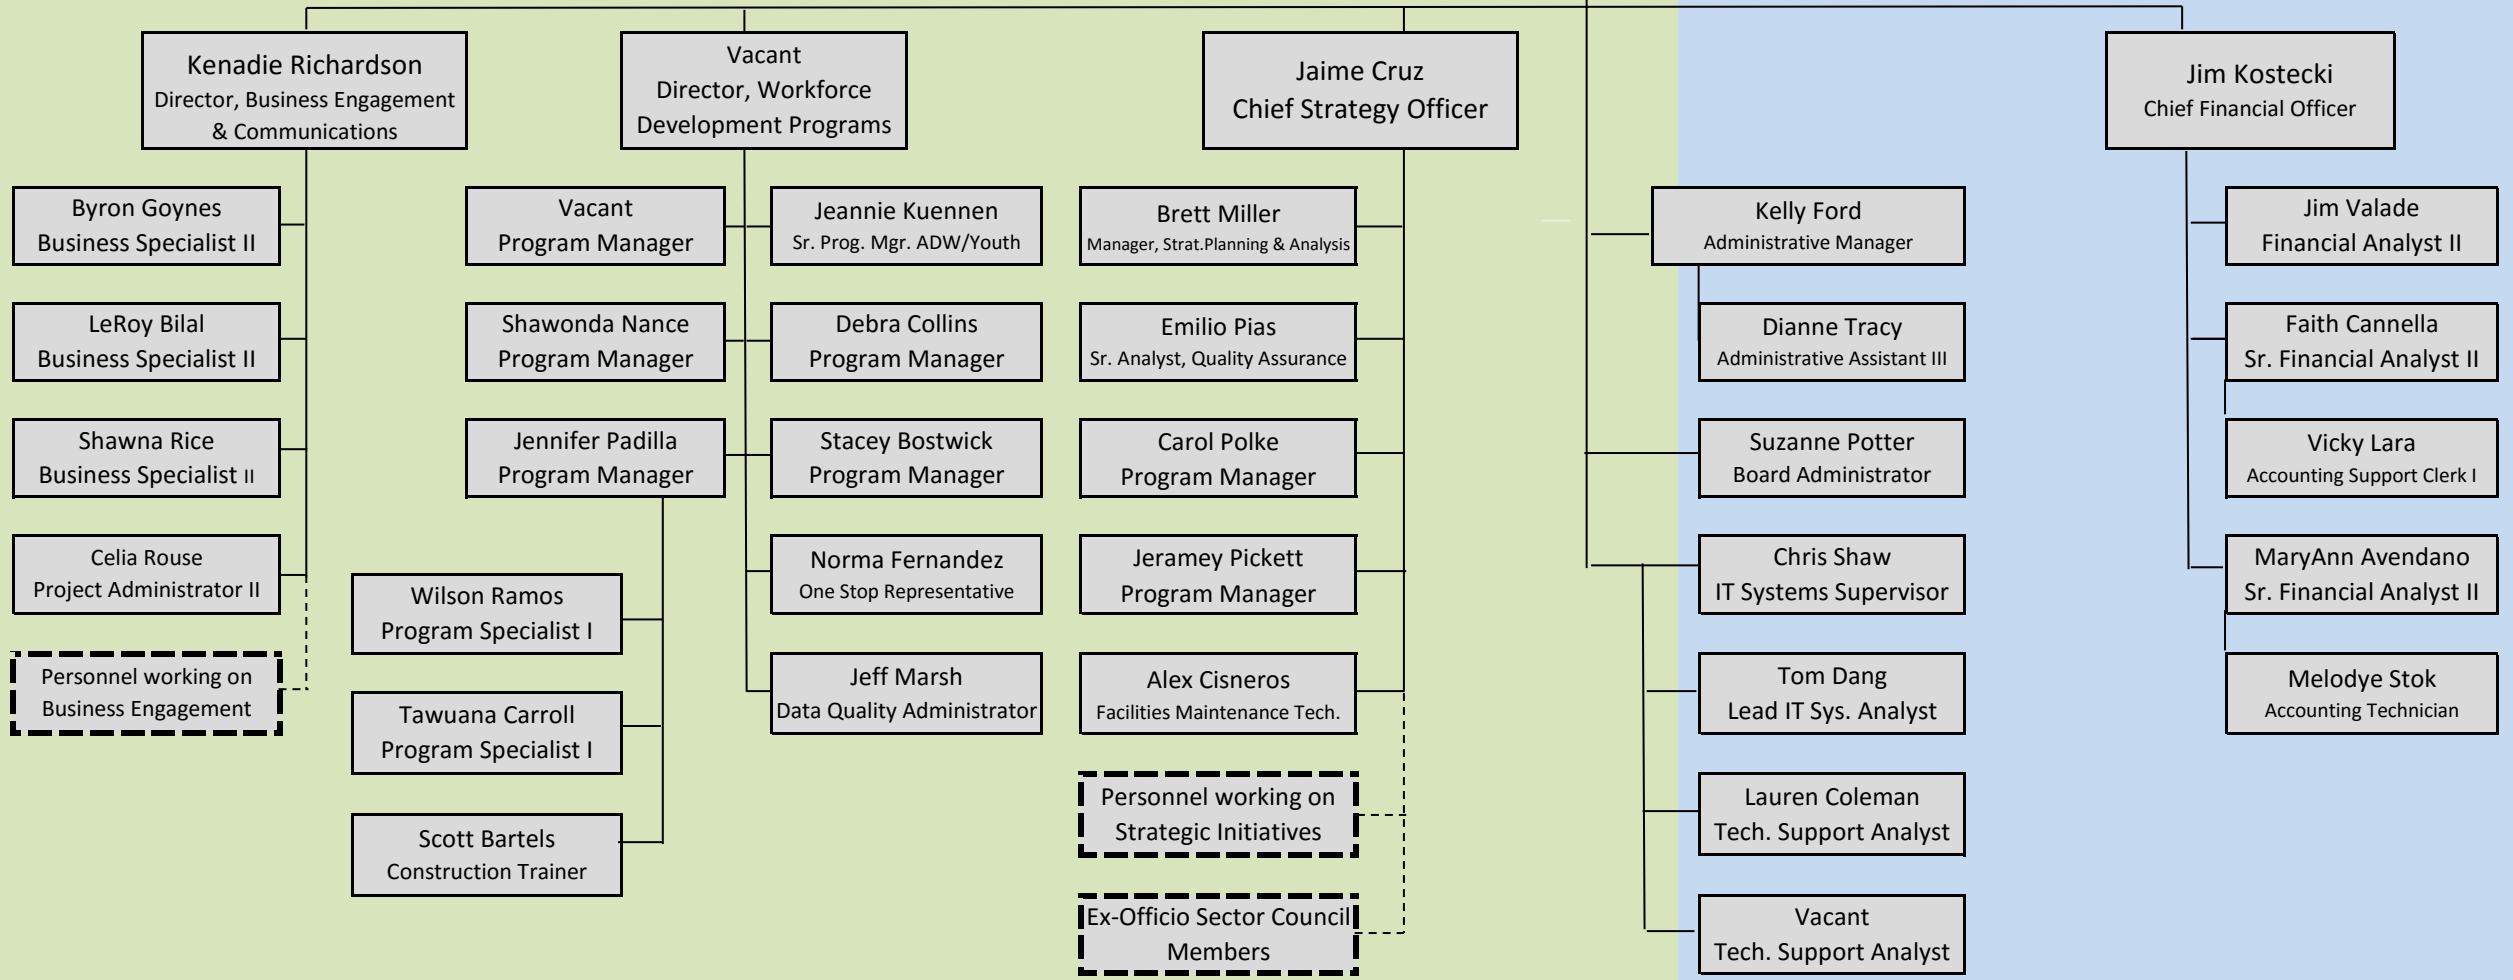 Kenadie Richardson
Director, Business Engagement
& Communications
Vacant
Director, Workforce
Development Programs
Jaime Cruz
Chief Strategy Officer
Jim Kostecki
Chief Financial Officer
Byron Goynes
Business Specialist II
LeRoy Bilal
Business Specialist II
Shawna Rice
Business Specialist II
Celia Rouse
Project Administrator II
Personnel working on
Business Engagement
Vacant
Program Manager
Shawonda Nance
Program Manager
Jennifer Padilla
Program Manager
Wilson Ramos
Program Specialist I
Tawuana Carroll
Program Specialist I
Scott Bartels
Construction Trainer
Jeannie Kuennen
Sr. Prog. Mgr. ADW/Youth
Debra Collins
Program Manager
Stacey Bostwick
Program Manager
Norma Fernandez
One Stop Representative
Jeff Marsh
Data Quality Administrator
Brett Miller
Manager, Strat.Planning & Analysis
Emilio Pias
Sr. Analyst, Quality Assurance
Carol Polke
Program Manager
Jeramey Pickett
Program Manager
Alex Cisneros
Facilities Maintenance Tech.
Personnel working on
Strategic Initiatives
Ex-Officio Sector Council
Members
Kelly Ford
Administrative Manager
Dianne Tracy
Administrative Assistant III
Suzanne Potter
Board Administrator
Chris Shaw
IT Systems Supervisor
Tom Dang
Lead IT Sys. Analyst
Lauren Coleman
Tech. Support Analyst
Vacant
Tech. Support Analyst
Jim Valade
Financial Analyst II
Faith Cannella
Sr. Financial Analyst II
Vicky Lara
Accounting Support Clerk I
MaryAnn Avendano
Sr. Financial Analyst II
Melodye Stok
Accounting Technician